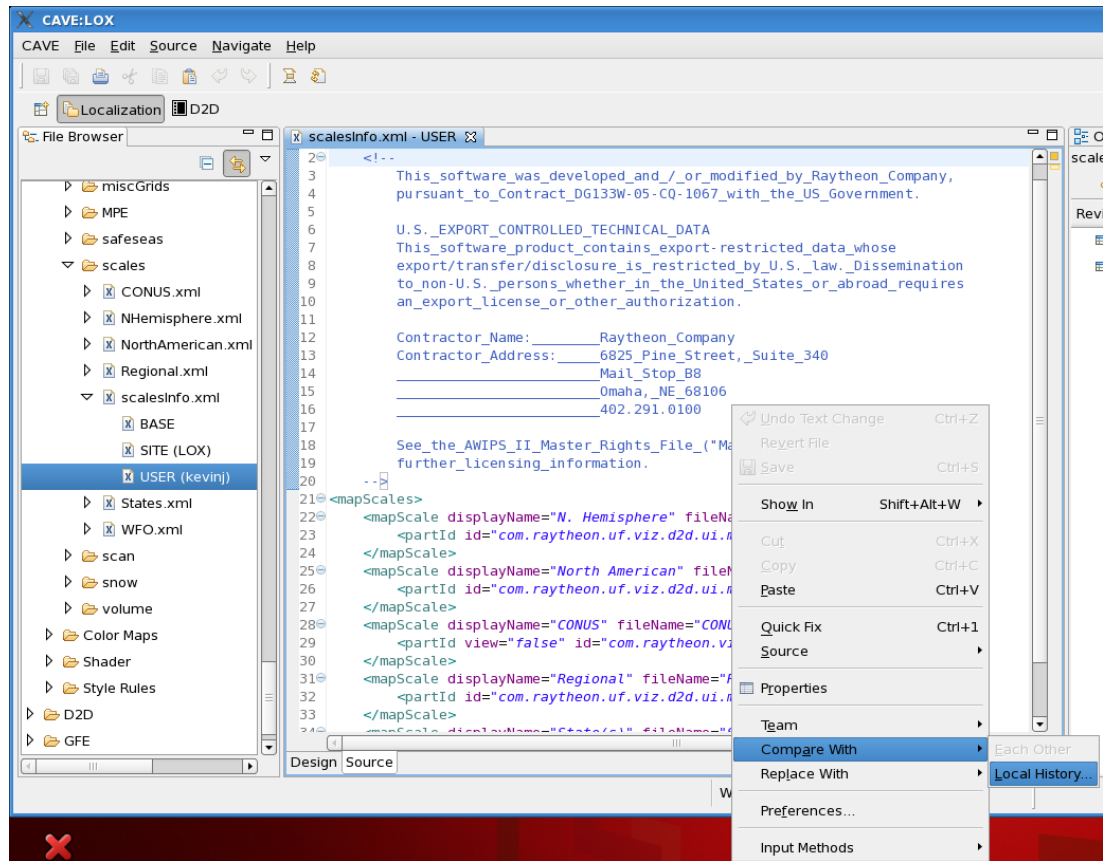 CAVE:LOX
CAVE File Edit Source Navigate Help
Localization D2D
File Browser
miscGrids
MPE
safeseas
scales
CONUS.xml
NHemisphere.xml
NorthAmerican.xml
Regional.xml
scalesInfo.xml
BASE
SITE (LOX)
USER (kevinj)
States.xml
WFO.xml
scan
snow
volume
Color Maps
Shader
Style Rules
D2D
GFE
scalesInfo.xml - USER
2 <!--
3 This_software_was_developed_and_/_or_modified_by_Raytheon_Company,
4 pursuant_to_Contract_DG133W-05-CQ-1067_with_the_US_Government.
5
6 U.S._EXPORT_CONTROLLED_TECHNICAL_DATA
7 This_software_product_contains_export-restricted_data_whose
8 export/transfer/disclosure_is_restricted_by_U.S._law._Dissemination
9 to_non-U.S._persons_whether_in_the_United_States_or_abroad_requires
10 an_export_license_or_other_authorization.
11
12 Contractor_Name:________Raytheon_Company
13 Contractor_Address:_____6825_Pine_Street,_Suite_340
14 ________________________Mail_Stop_B8
15 ________________________Omaha,_NE_68106
16 ________________________402.291.0100
17
18 See_the_AWIPS_II_Master_Rights_File_("Ma
19 further_licensing_information.
20 -->
21 <mapScales>
22 <mapScale displayName="N. Hemisphere" fileNa
23 <partId id="com.raytheon.uf.viz.d2d.ui.m
24 </mapScale>
25 <mapScale displayName="North American" fileN
26 <partId id="com.raytheon.uf.viz.d2d.ui.m
27 </mapScale>
28 <mapScale displayName="CONUS" fileName="CONU
29 <partId view="false" id="com.raytheon.vi
30 </mapScale>
31 <mapScale displayName="Regional" fileName="R
32 <partId id="com.raytheon.uf.viz.d2d.ui.m
33 </mapScale>
34 <mapScale displayName="State(s)" fileName="S
Design Source
O
scale
Revi
W
Undo Text Change Ctrl+Z
Revert File
Save Ctrl+S
Show In Shift+Alt+W
Cut Ctrl+X
Copy Ctrl+C
Paste Ctrl+V
Quick Fix Ctrl+1
Source
Properties
Team
Compare With
Replace With
Preferences...
Input Methods
Each Other
Local History...